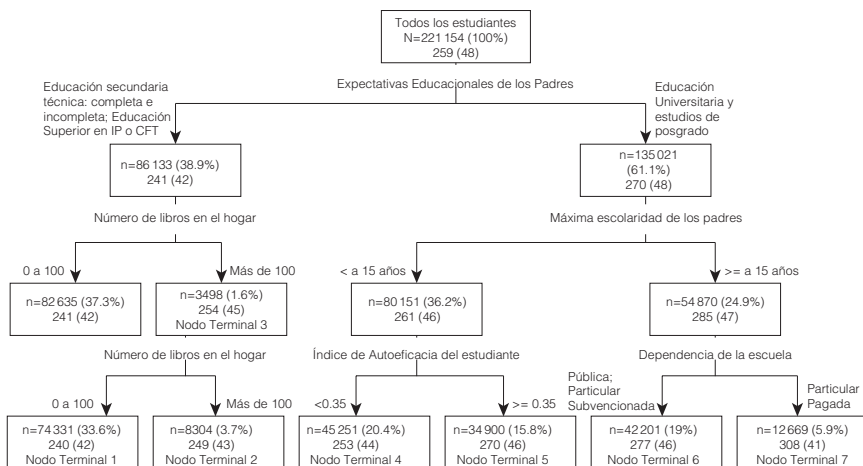 Todos los estudiantes
N=221 154 (100%)
259 (48)
Expectativas Educacionales de los Padres
Educación secundaria
técnica: completa e
incompleta; Educación
Superior en IP o CFT
Educación
Universitaria y
estudios de
posgrado
n=86 133 (38.9%)
241 (42)
n=135 021
(61.1%)
270 (48)
Número de libros en el hogar
Máxima escolaridad de los padres
0 a 100
Más de 100
< a 15 años
>= a 15 años
n=82 635 (37.3%)
241 (42)
n=3498 (1.6%)
254 (45)
Nodo Terminal 3
n=80 151 (36.2%)
261 (46)
n=54 870 (24.9%)
285 (47)
Número de libros en el hogar
Índice de Autoeficacia del estudiante
Dependencia de la escuela
0 a 100
Más de 100
<0.35
>= 0.35
Pública;
Particular
Subvencionada
Particular
Pagada
n=74 331 (33.6%)
240 (42)
Nodo Terminal 1
n=8304 (3.7%)
249 (43)
Nodo Terminal 2
n=45 251 (20.4%)
253 (44)
Nodo Terminal 4
n=34 900 (15.8%)
270 (46)
Nodo Terminal 5
n=42 201 (19%)
277 (46)
Nodo Terminal 6
n=12 669 (5.9%)
308 (41)
Nodo Terminal 7